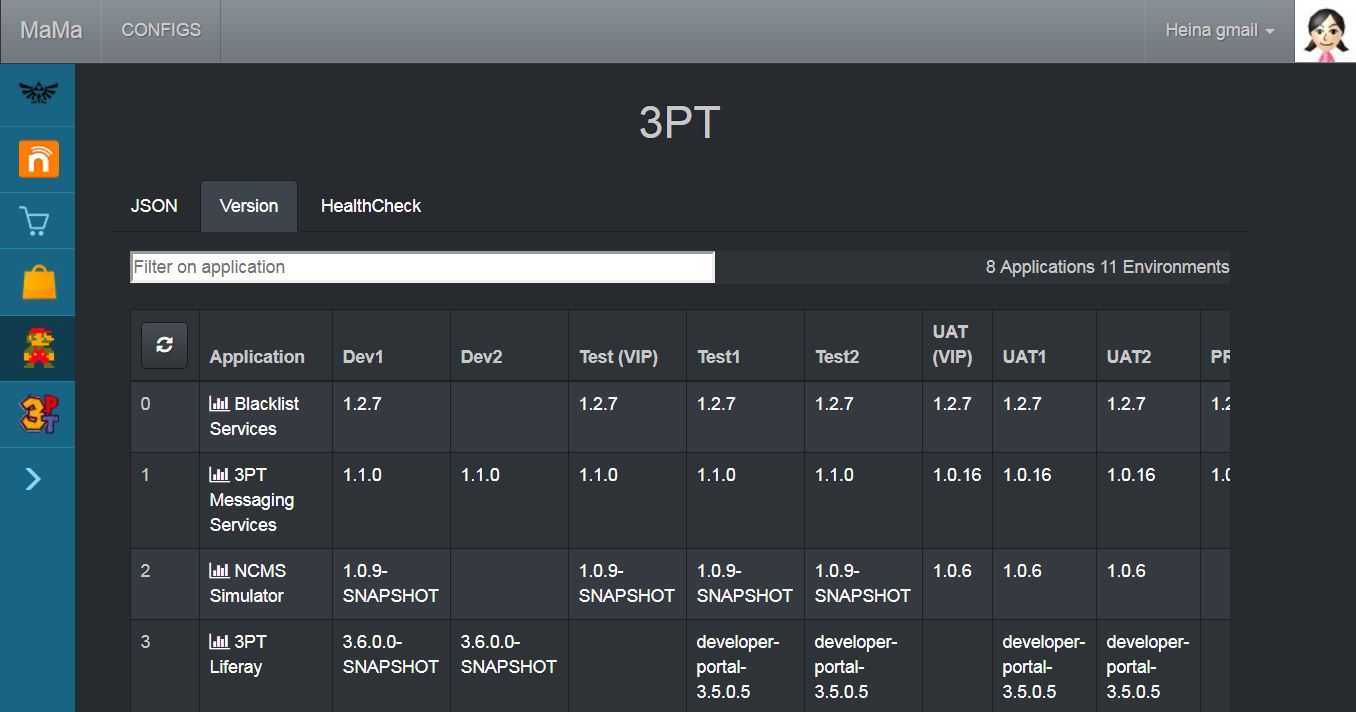 MaMa CONFIGS Heina gmail
3PT
JSON Version HealthCheck
Filter on application 8 Applications 11 Environments
UAT
Application Dev1 Dev2 Test (VIP) Test1 Test2 (VIP) UAT1 UAT2 PR
0 Blacklist 1.2.7 1.2.7 1.2.7 1.2.7 1.2.7 1.2.7 1.2.7 1.2
Services
1 3PT 1.1.0 1.1.0 1.1.0 1.1.0 1.1.0 1.0.16 1.0.16 1.0.16 1.0
Messaging
Services
2 NCMS 1.0.9- 1.0.9- 1.0.9- 1.0.9- 1.0.6 1.0.6 1.0.6
Simulator SNAPSHOT SNAPSHOT SNAPSHOT SNAPSHOT
3 3PT 3.6.0.0- 3.6.0.0- developer- developer- developer- developer-
Liferay SNAPSHOT SNAPSHOT portal- portal- portal- portal-
3.5.0.5 3.5.0.5 3.5.0.5 3.5.0.5
n
3PT